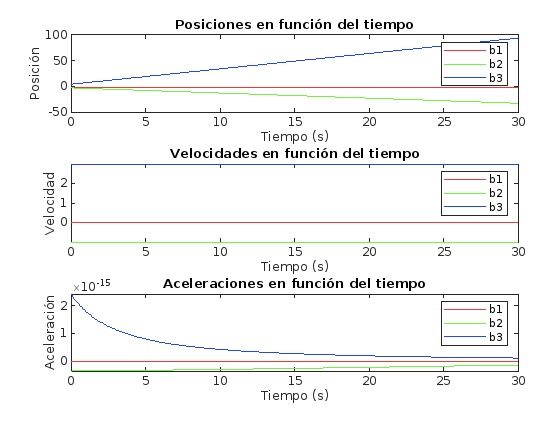 Posiciones en función del tiempo
100
50
0
-50
Posición
b1
b2
b3
0 5 10 15 20 25 30
Tiempo (s)
Velocidades en función del tiempo
2
1
0
Velocidad
b1
b2
b3
0 5 10 15 20 25 30
Tiempo (s)
Aceleraciones en función del tiempo
×10-15
2
1
0
Aceleración
b1
b2
b3
0 5 10 15 20 25 30
Tiempo (s)